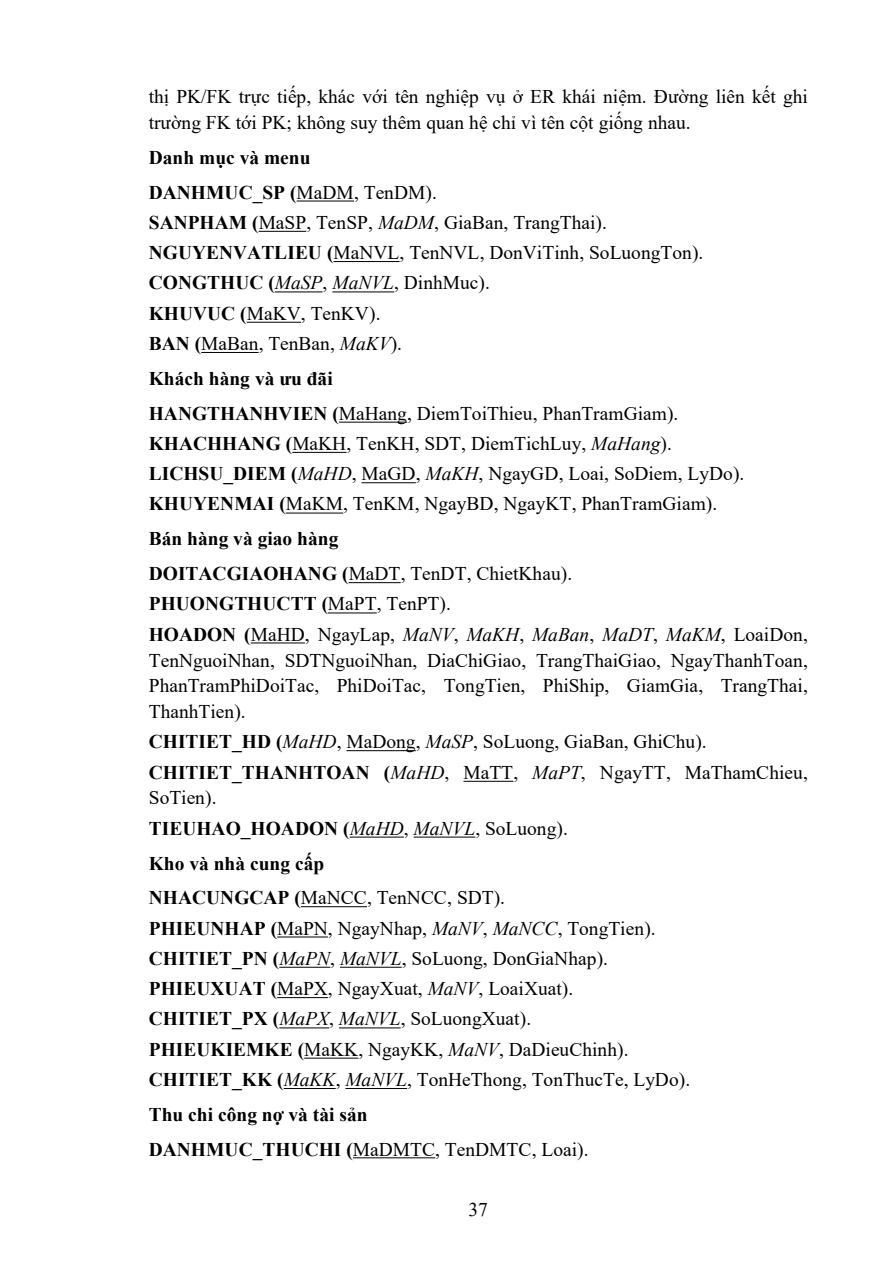 thị PK/FK trực tiếp, khác với tên nghiệp vụ ở ER khái niệm. Đường liên kết ghi
trường FK tới PK; không suy thêm quan hệ chỉ vì tên cột giống nhau.
Danh mục và menu
DANHMUC_SP (MaDM, TenDM).
SANPHAM (MaSP, TenSP, MaDM, GiaBan, TrangThai).
NGUYENVATLIEU (MaNVL, TenNVL, DonViTinh, SoLuongTon).
CONGTHUC (MaSP, MaNVL, DinhMuc).
KHUVUC (MaKV, TenKV).
BAN (MaBan, TenBan, MaKV).
Khách hàng và ưu đãi
HANGTHANHVIEN (MaHang, DiemToiThieu, PhanTramGiam).
KHACHHANG (MaKH, TenKH, SDT, DiemTichLuy, MaHang).
LICHSU_DIEM (MaHD, MaGD, MaKH, NgayGD, Loai, SoDiem, LyDo).
KHUYENMAI (MaKM, TenKM, NgayBD, NgayKT, PhanTramGiam).
Bán hàng và giao hàng
DOITACGIAOHANG (MaDT, TenDT, ChietKhau).
PHUONGTHUCTT (MaPT, TenPT).
HOADON (MaHD, NgayLap, MaNV, MaKH, MaBan, MaDT, MaKM, LoaiDon,
TenNguoiNhan, SDTNguoiNhan, DiaChiGiao, TrangThaiGiao, NgayThanhToan,
PhanTramPhiDoiTac, PhiDoiTac, TongTien, PhiShip, GiamGia, TrangThai,
ThanhTien).
CHITIET_HD (MaHD, MaDong, MaSP, SoLuong, GiaBan, GhiChu).
CHITIET_THANHTOAN (MaHD, MaTT, MaPT, NgayTT, MaThamChieu,
SoTien).
TIEUHAO_HOADON (MaHD, MaNVL, SoLuong).
Kho và nhà cung cấp
NHACUNGCAP (MaNCC, TenNCC, SDT).
PHIEUNHAP (MaPN, NgayNhap, MaNV, MaNCC, TongTien).
CHITIET_PN (MaPN, MaNVL, SoLuong, DonGiaNhap).
PHIEUXUAT (MaPX, NgayXuat, MaNV, LoaiXuat).
CHITIET_PX (MaPX, MaNVL, SoLuongXuat).
PHIEUKIEMKE (MaKK, NgayKK, MaNV, DaDieuChinh).
CHITIET_KK (MaKK, MaNVL, TonHeThong, TonThucTe, LyDo).
Thu chi công nợ và tài sản
DANHMUC_THUCHI (MaDMTC, TenDMTC, Loai).
37